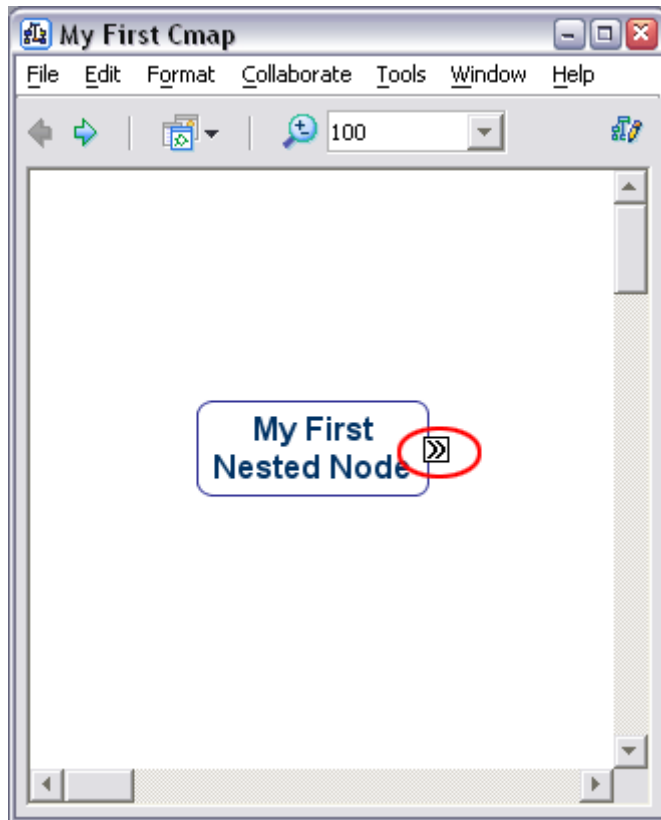 My First Cmap
File Edit Format Collaborate Tools Window Help
100
My First
Nested Node